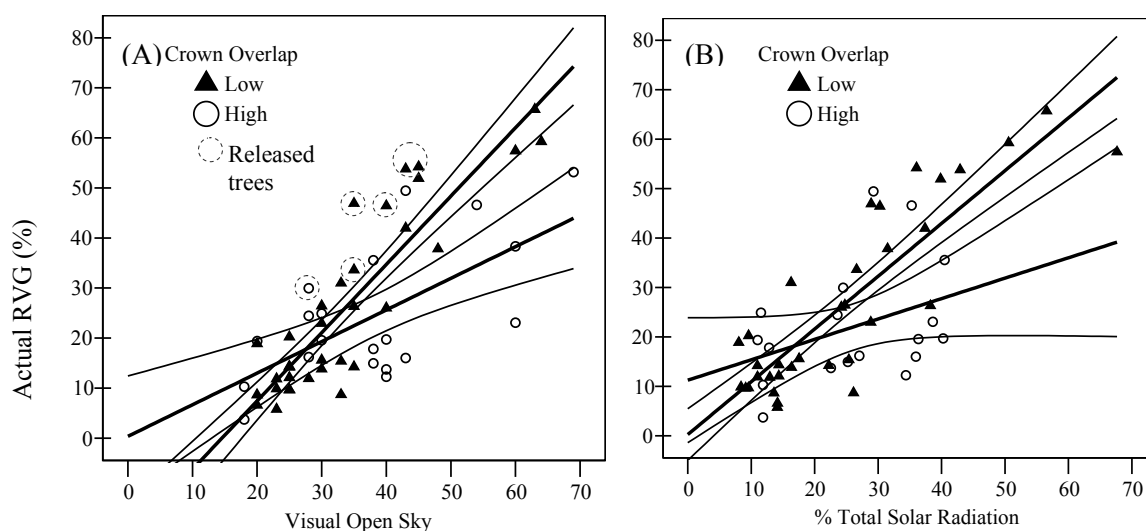 (A)
Crown Overlap
Low
High
Released
trees
Actual RVG (%)
80
70
60
50
40
30
20
10
0
0 10 20 30 40 50 60 70
Visual Open Sky
(B)
Crown Overlap
Low
High
80
70
60
50
40
30
20
10
0
0 10 20 30 40 50 60 70
% Total Solar Radiation